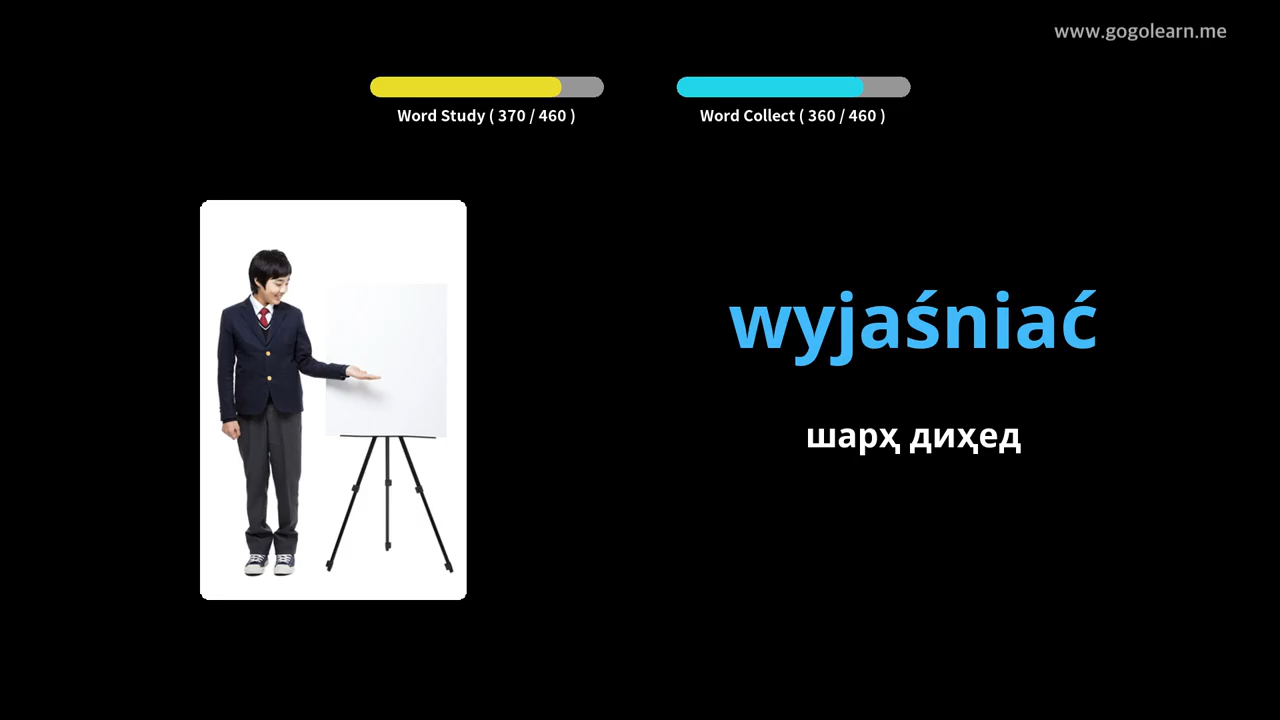 www.gogolearn.me
Word Study ( 370 / 460 )
Word Collect ( 360 / 460 )
wyjaśniać
шарҳ диҳед